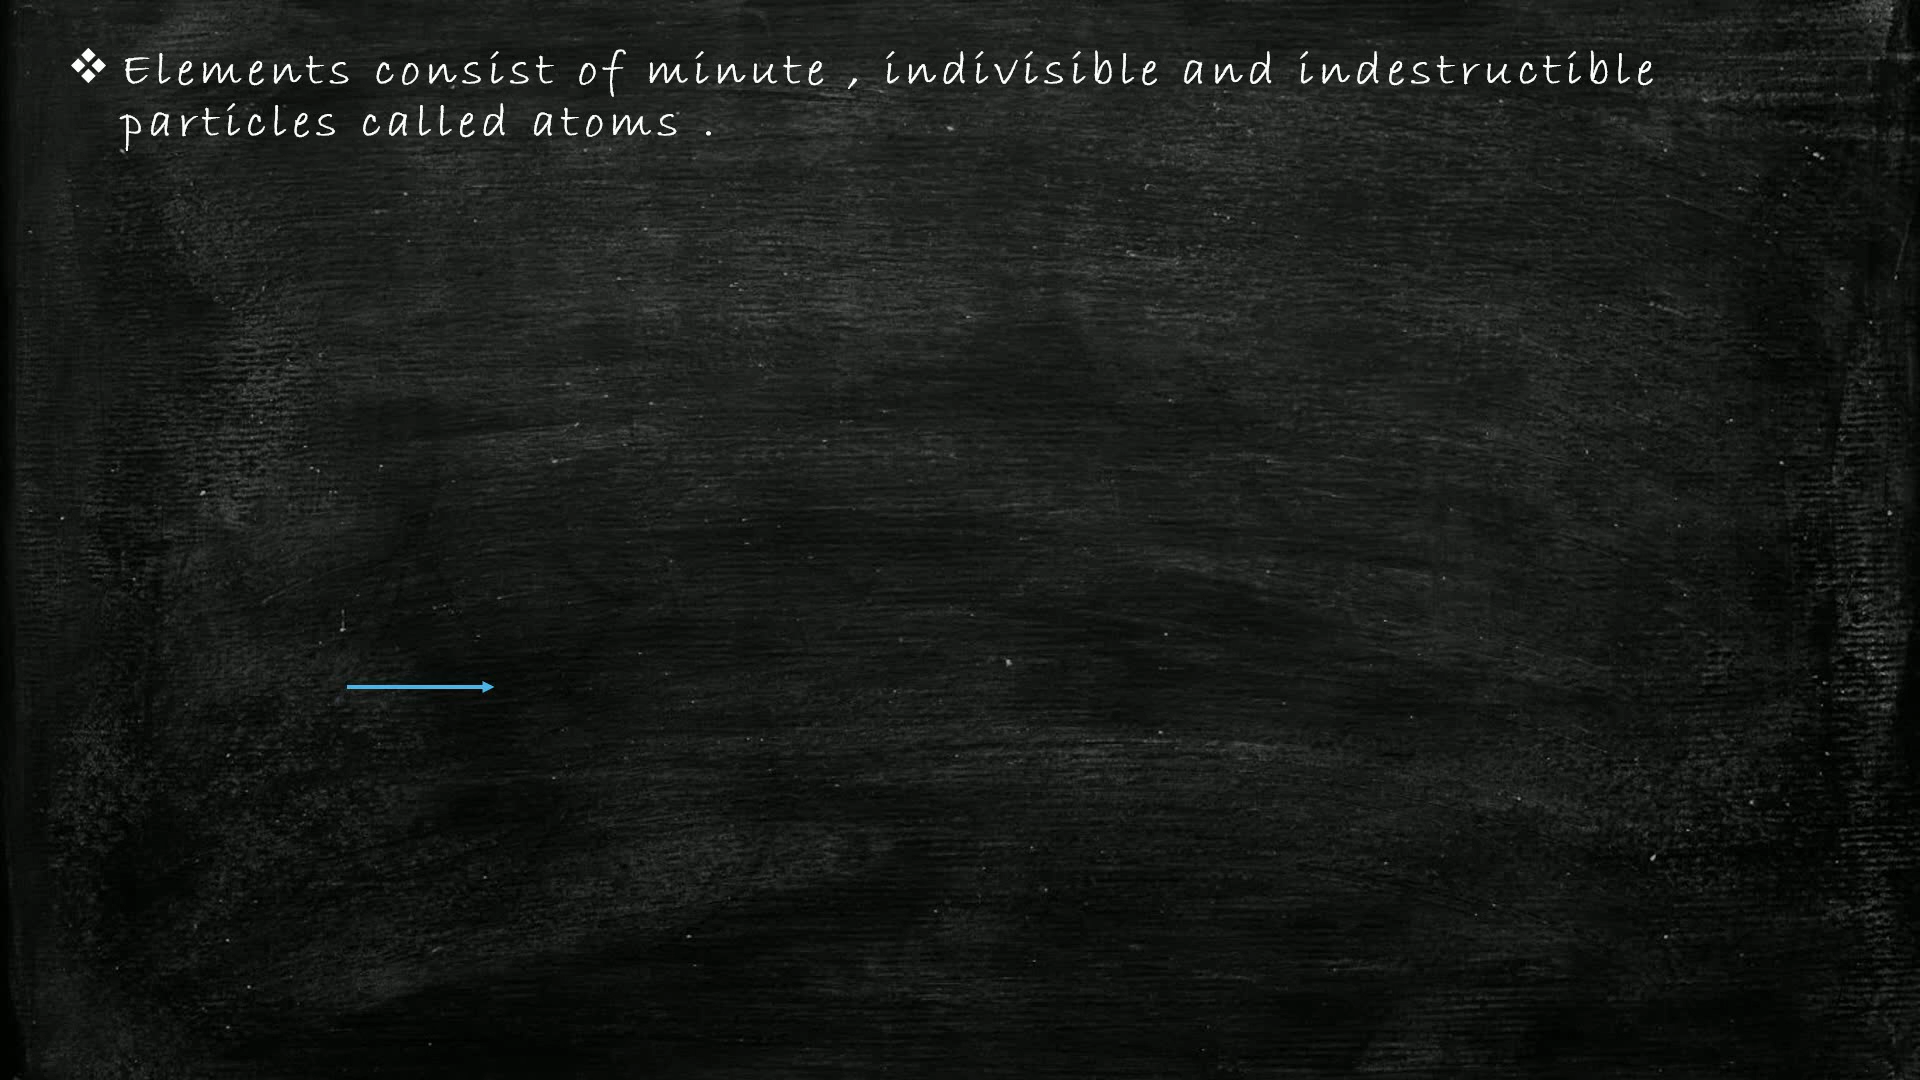 ❖ Elements consist of minute , indivisible and indestructible
particles called atoms .